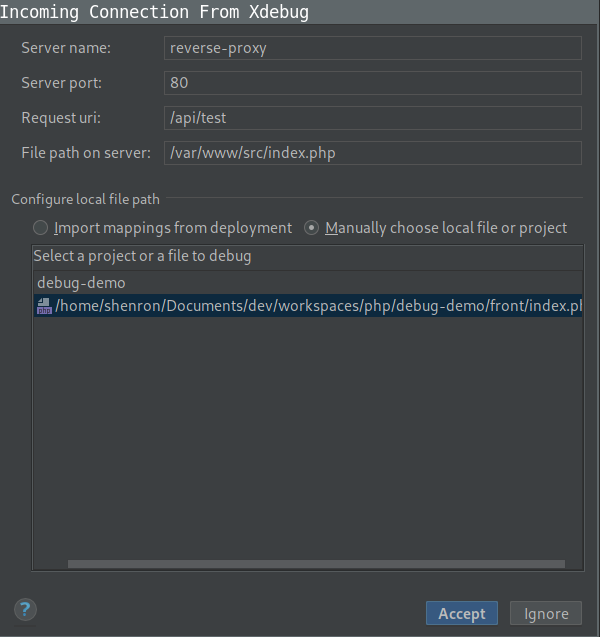 Incoming Connection From Xdebug
Server name: reverse-proxy
Server port: 80
Request uri: /api/test
File path on server: /var/www/src/index.php
Configure local file path
Import mappings from deployment Manually choose local file or project
Select a project or a file to debug
debug-demo
php /home/shenron/Documents/dev/workspaces/php/debug-demo/front/index.ph
?
Accept Ignore